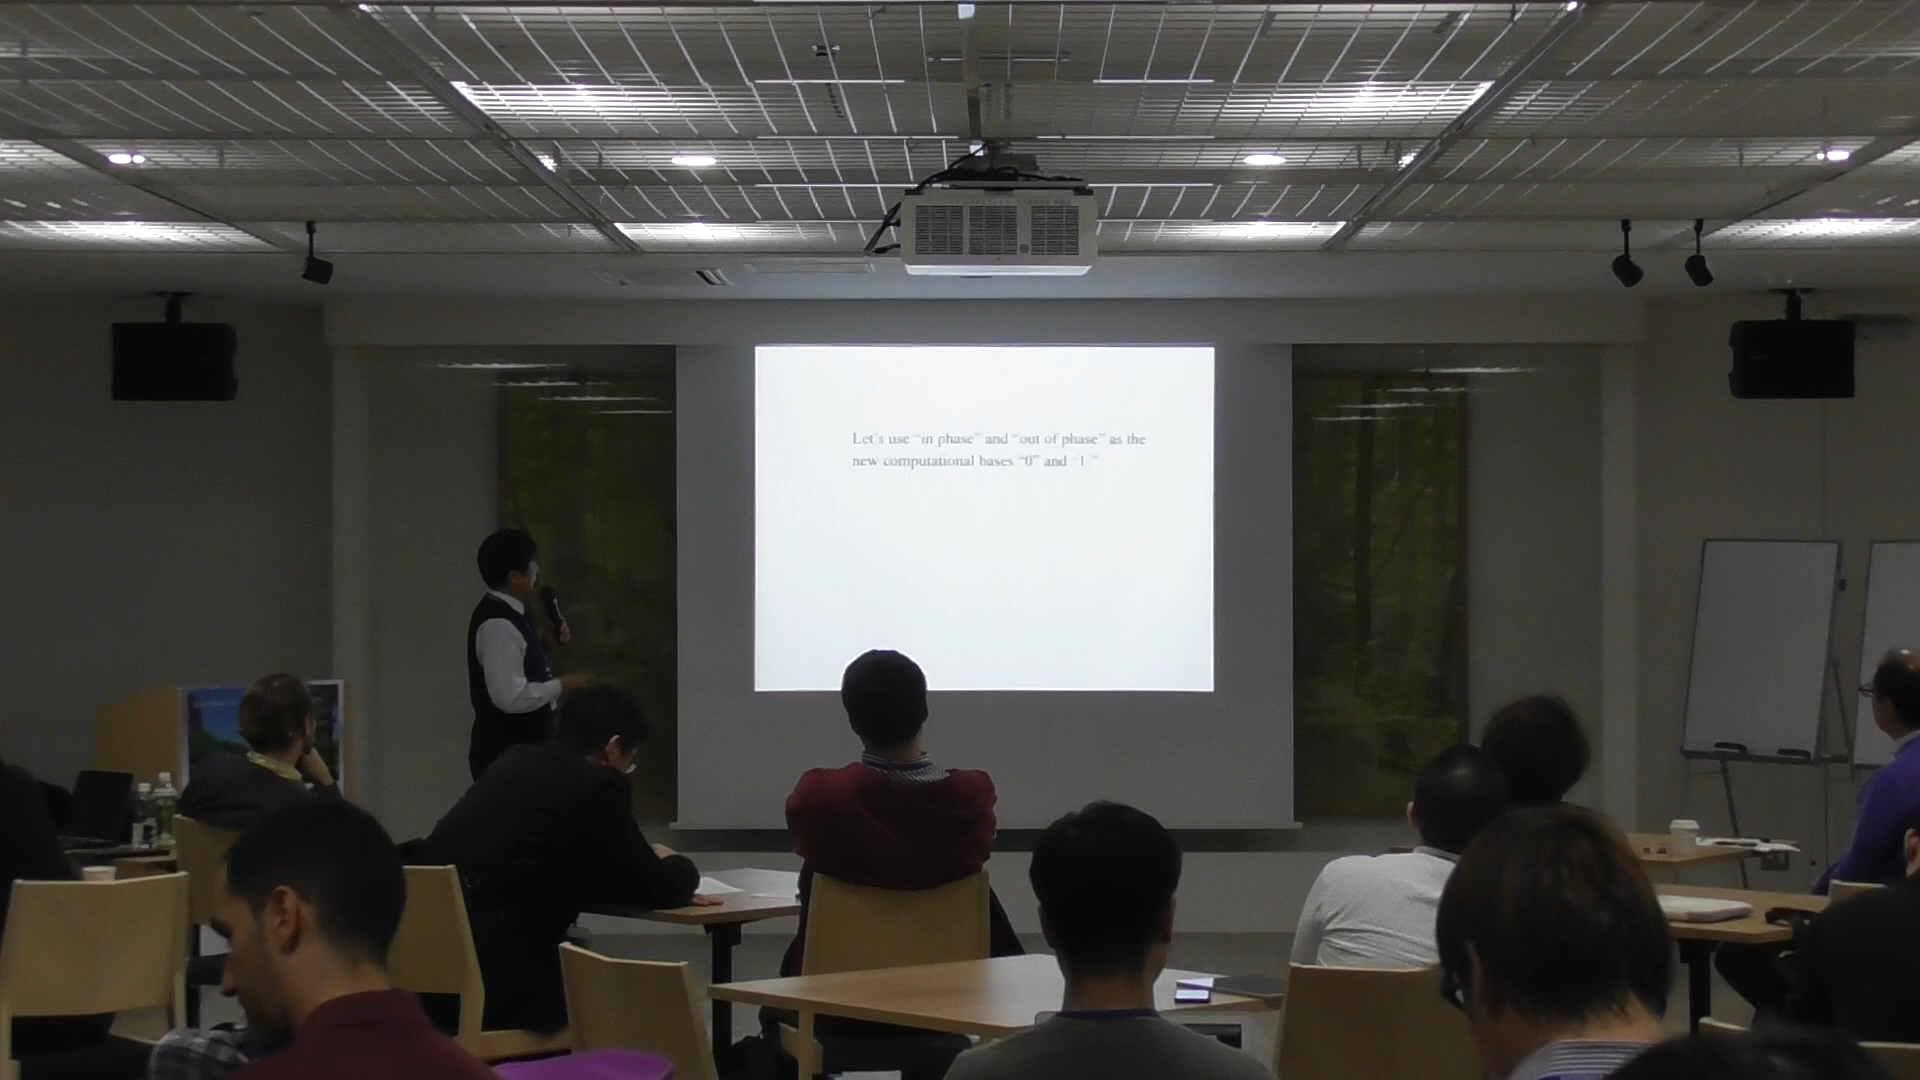 Let's use "in phase" and "out of phase" as the
new computational bases "0" and "1 "